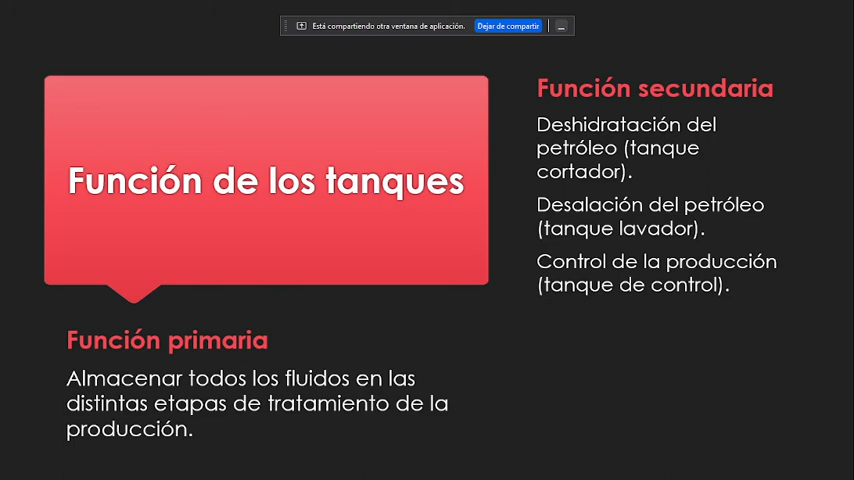 Está compartiendo otra ventana de aplicación. Dejar de compartir
Función de los tanques
Función primaria
Almacenar todos los fluidos en las
distintas etapas de tratamiento de la
producción.
Función secundaria
Deshidratación del
petróleo (tanque
cortador).
Desalación del petróleo
(tanque lavador).
Control de la producción
(tanque de control).